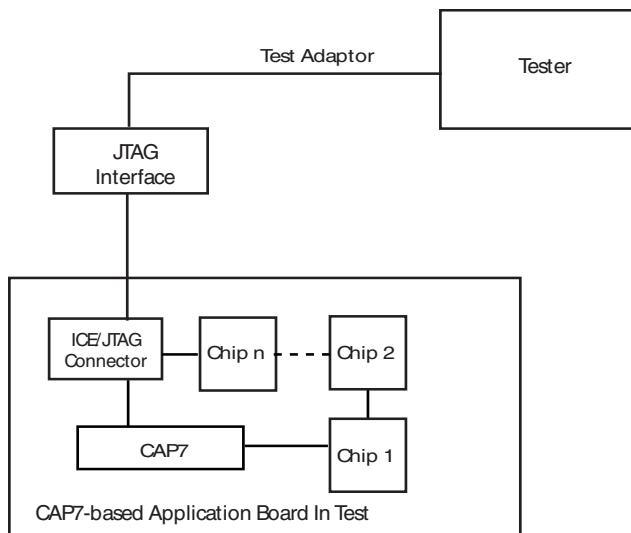 Test Adaptor
Tester
JTAG
Interface
ICE/JTAG
Connector
Chip n
Chip 2
CAP7
Chip 1
CAP7-based Application Board In Test